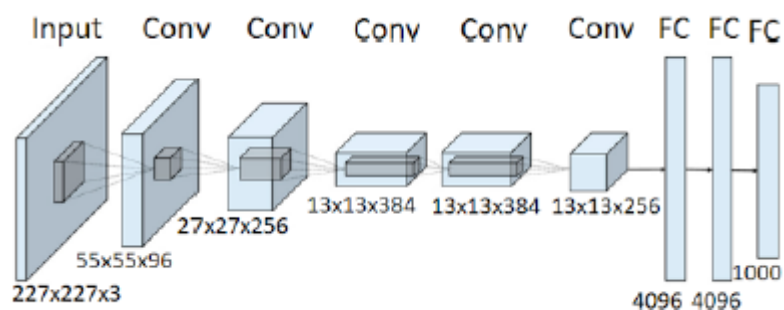 Input Conv Conv Conv Conv Conv FC FC FC
27x27x256 13x13x384 13x13x384 13x13x256
55x55x96 1000
227x227x3 4096 4096